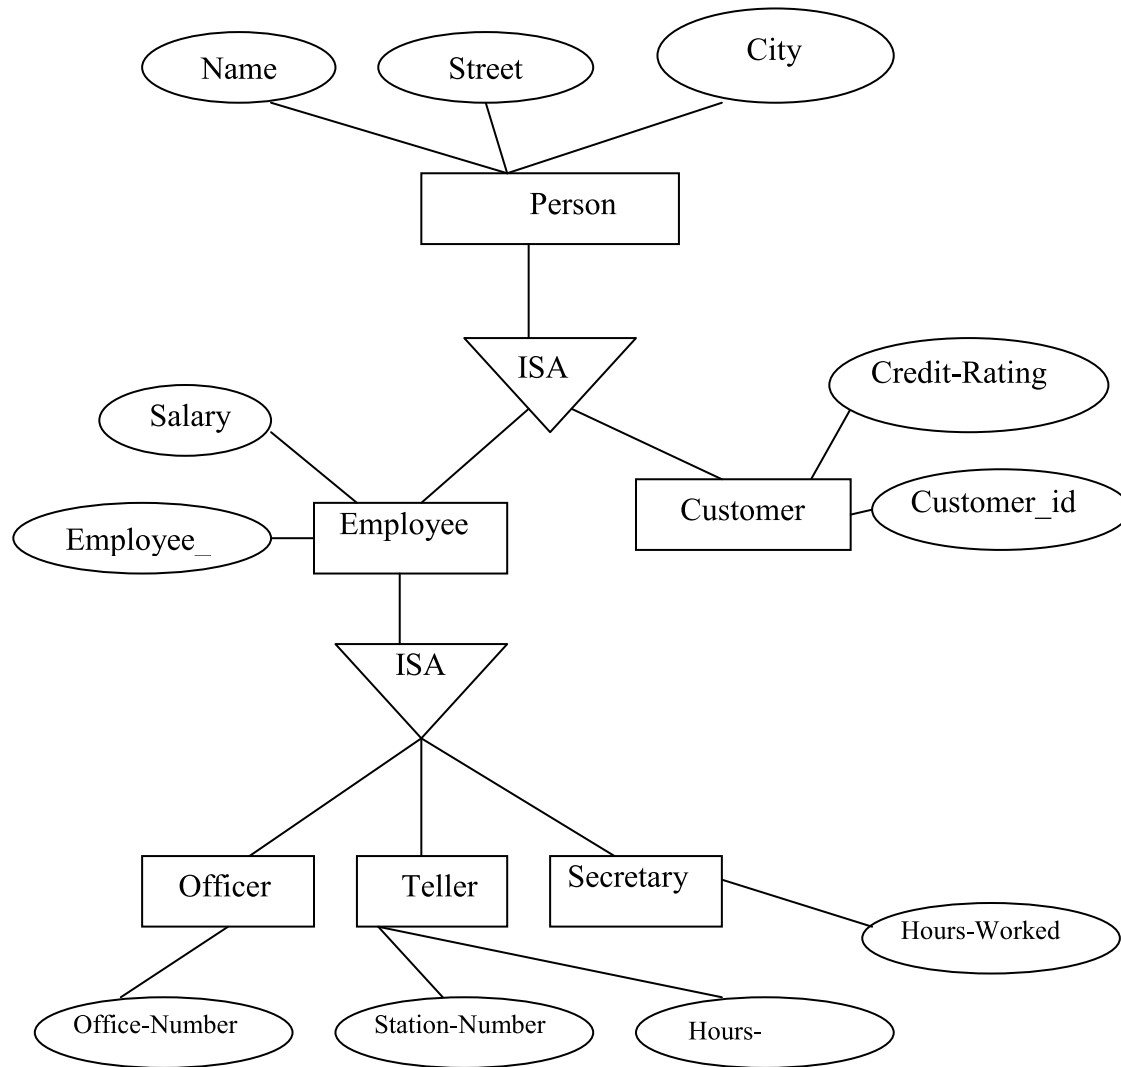 Name
Street
City
Person
ISA
Credit-Rating
Salary
Customer_id
Customer
Employee
Employee_
ISA
Officer
Teller
Secretary
Hours-Worked
Office-Number
Station-Number
Hours-